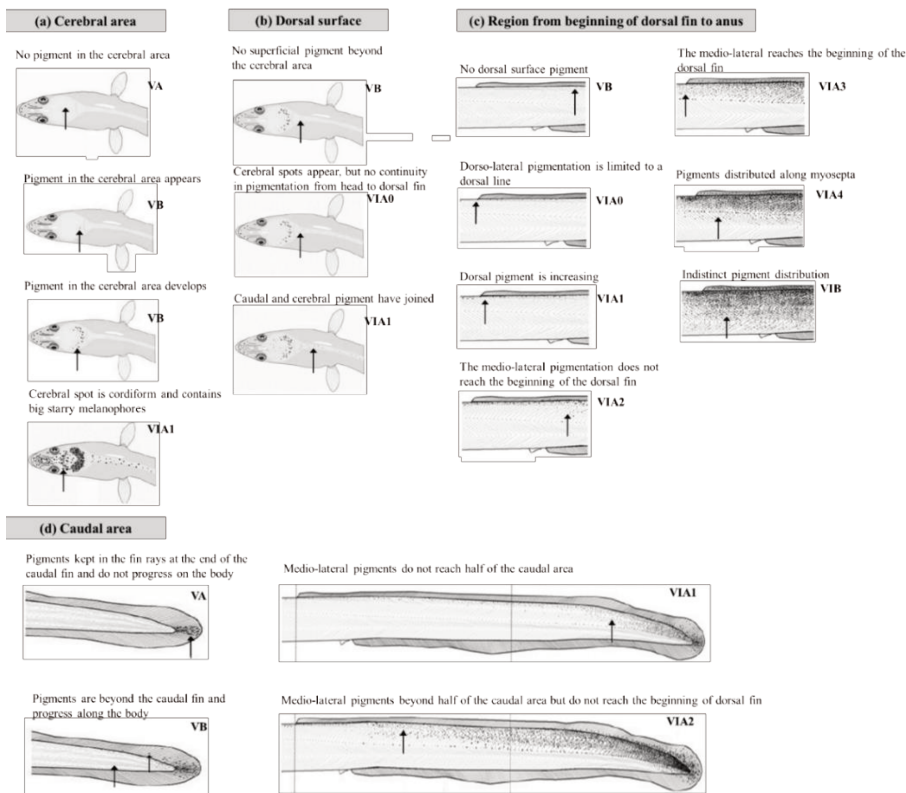 (a) Cerebral area
No pigment in the cerebral area
VA
Pigment in the cerebral area appears
VB
Pigment in the cerebral area develops
VB
Cerebral spot is cordiform and contains
big starry melanophores
VIA1
(b) Dorsal surface
No superficial pigment beyond
the cerebral area
VB
Cerebral spots appear, but no continuity
in pigmentation from head to dorsal fin
VIA0
Caudal and cerebral pigment have joined
VIA1
(c) Region from beginning of dorsal fin to anus
No dorsal surface pigment
VB
Dorso-lateral pigmentation is limited to a
dorsal line
VIA0
Dorsal pigment is increasing
VIA1
The medio-lateral pigmentation does not
reach the beginning of the dorsal fin
VIA2
The medio-lateral reaches the beginning of the
dorsal fin
VIA3
Pigments distributed along myosepta
VIA4
Indistinct pigment distribution
VIB
(d) Caudal area
Pigments kept in the fin rays at the end of the
caudal fin and do not progress on the body
VA
Pigments are beyond the caudal fin and
progress along the body
VB
Medio-lateral pigments do not reach half of the caudal area
VIA1
Medio-lateral pigments beyond half of the caudal area but do not reach the beginning of dorsal fin
VIA2